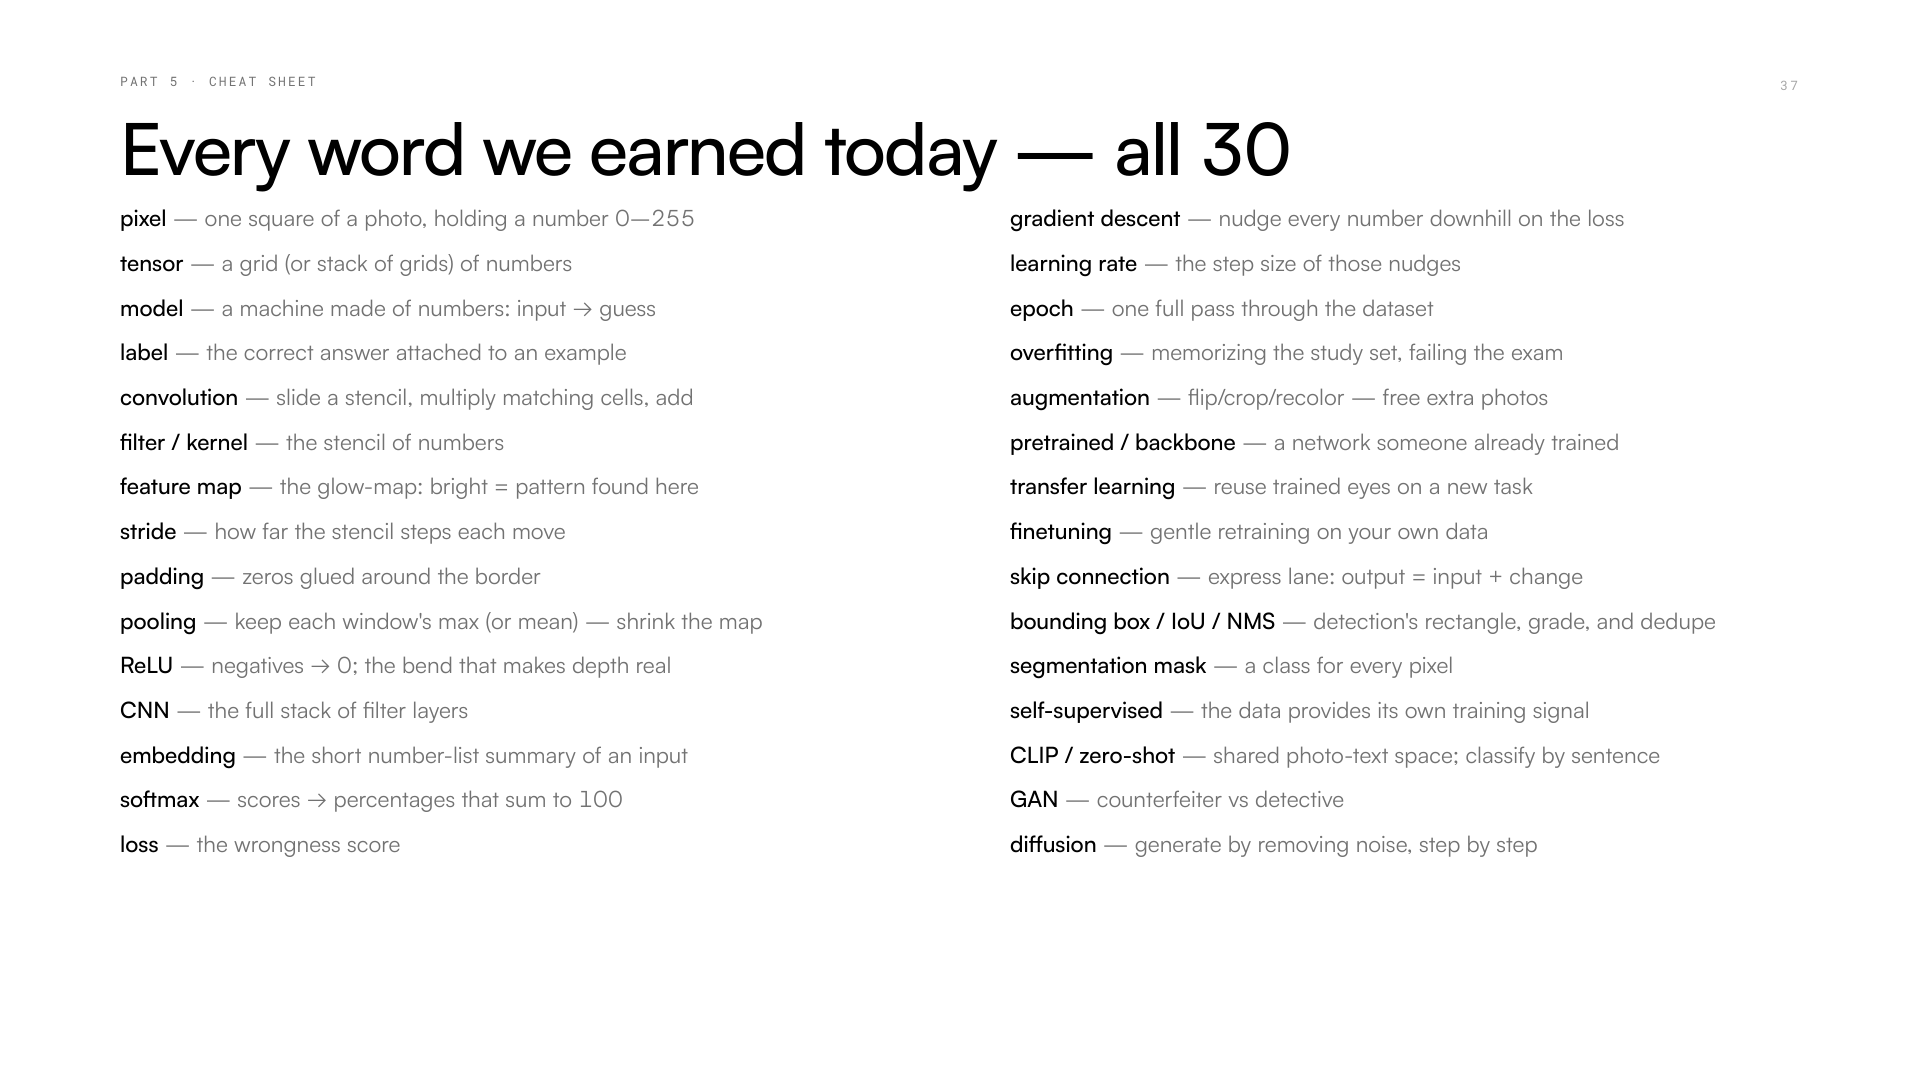 PART 5 · CHEAT SHEET
37
Every word we earned today — all 30
pixel — one square of a photo, holding a number 0–255
tensor — a grid (or stack of grids) of numbers
model — a machine made of numbers: input → guess
label — the correct answer attached to an example
convolution — slide a stencil, multiply matching cells, add
filter / kernel — the stencil of numbers
feature map — the glow-map: bright = pattern found here
stride — how far the stencil steps each move
padding — zeros glued around the border
pooling — keep each window's max (or mean) — shrink the map
ReLU — negatives → 0; the bend that makes depth real
CNN — the full stack of filter layers
embedding — the short number-list summary of an input
softmax — scores → percentages that sum to 100
loss — the wrongness score
gradient descent — nudge every number downhill on the loss
learning rate — the step size of those nudges
epoch — one full pass through the dataset
overfitting — memorizing the study set, failing the exam
augmentation — flip/crop/recolor — free extra photos
pretrained / backbone — a network someone already trained
transfer learning — reuse trained eyes on a new task
finetuning — gentle retraining on your own data
skip connection — express lane: output = input + change
bounding box / IoU / NMS — detection's rectangle, grade, and dedupe
segmentation mask — a class for every pixel
self-supervised — the data provides its own training signal
CLIP / zero-shot — shared photo-text space; classify by sentence
GAN — counterfeiter vs detective
diffusion — generate by removing noise, step by step